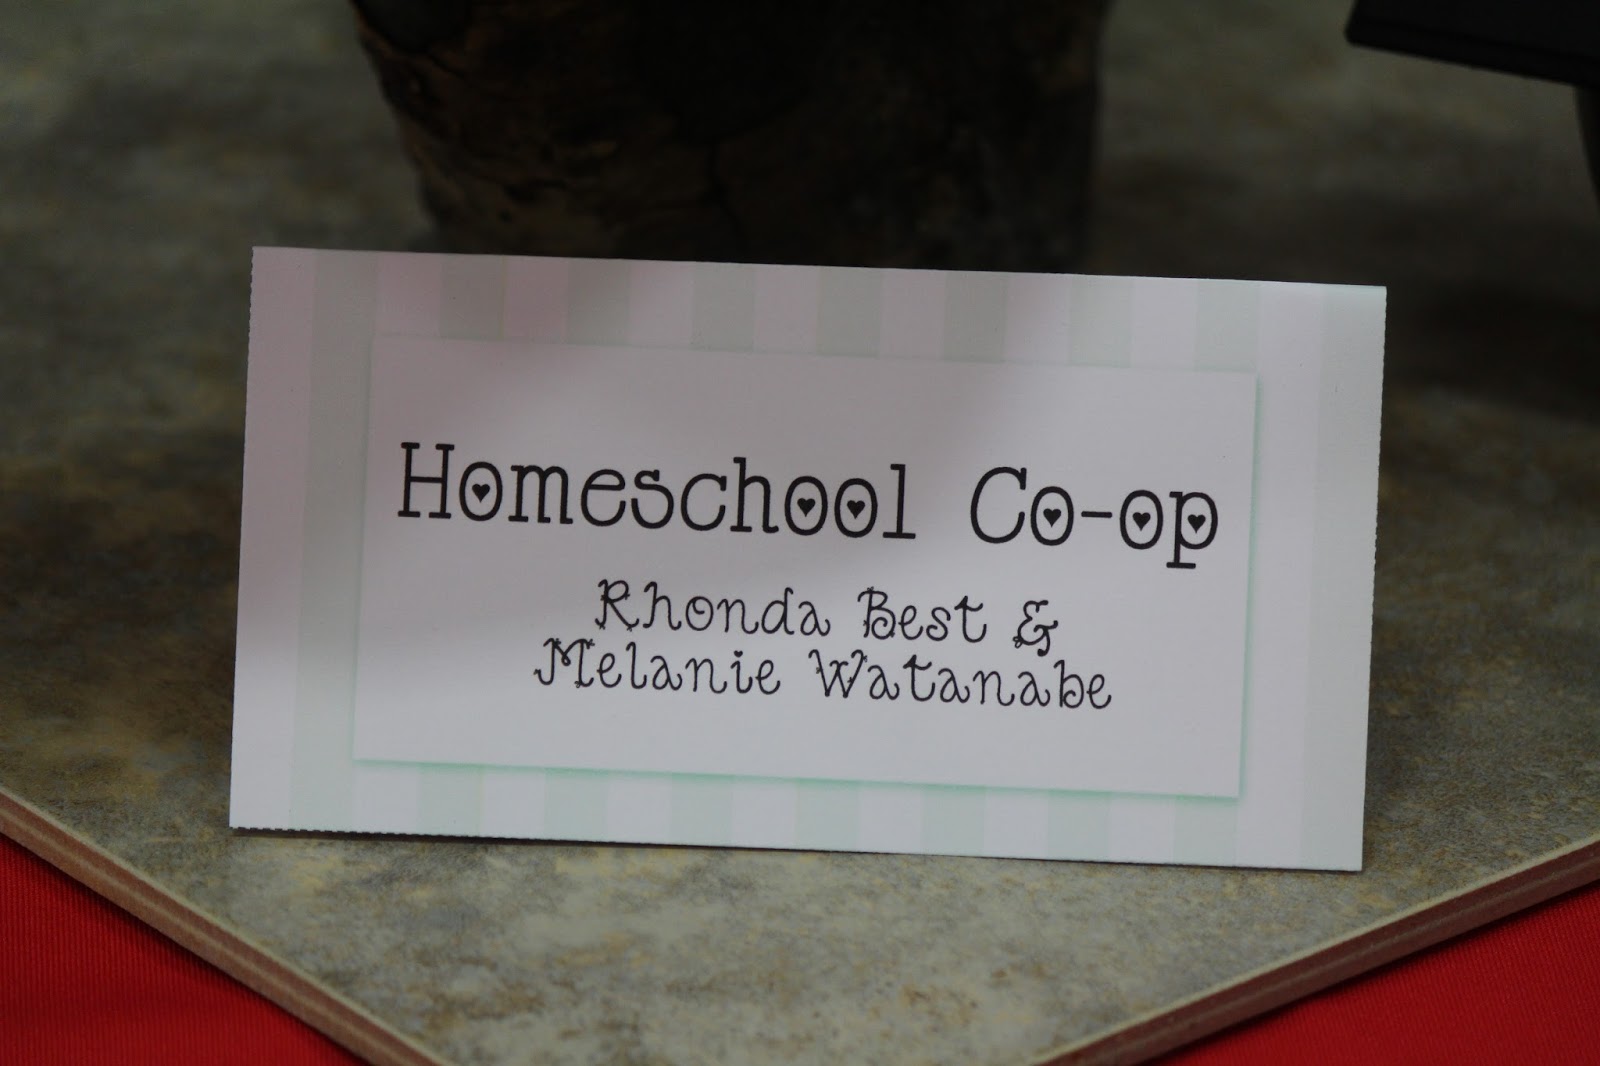 Homeschool Co-op
Rhonda Best &
Melanie Watanabe